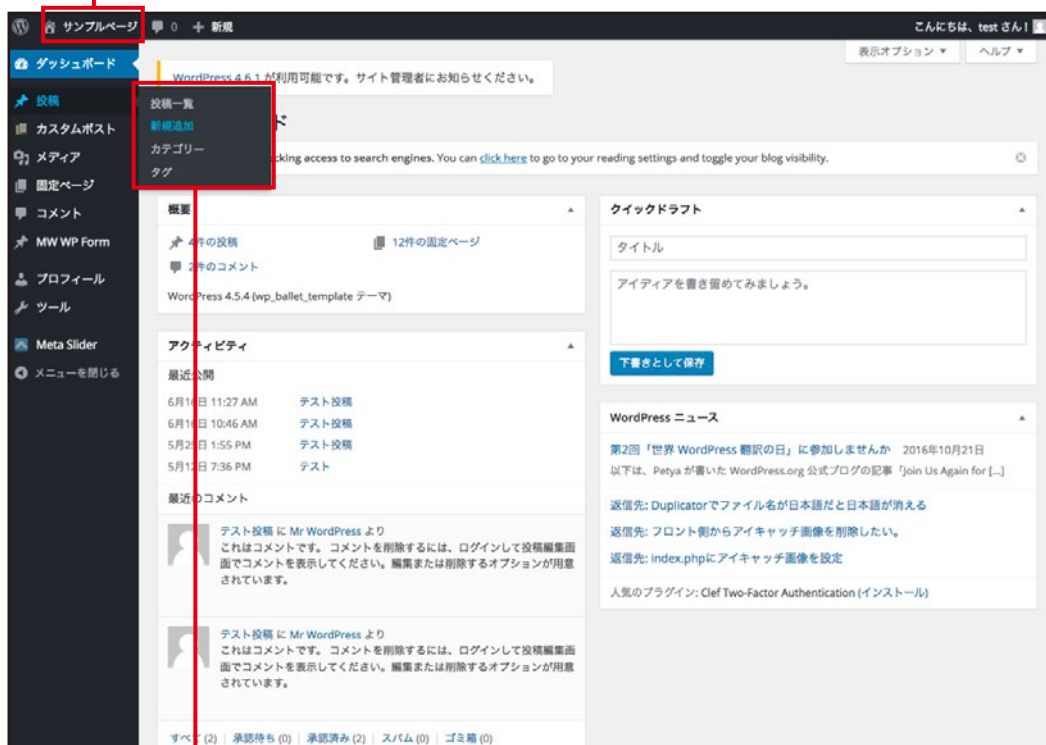 サンプルページ 0 新規 こんにちは、test さん!
表示オプション ヘルプ
ダッシュボード
投稿
カスタムポスト
メディア
固定ページ
コメント
MW WP Form
プロフィール
ツール
Meta Slider
メニューを閉じる
投稿一覧
新規追加
カテゴリー
タグ
WordPress 4.6.1 が利用可能です。サイト管理者にお知らせください。
ド
king access to search engines. You can click here to go to your reading settings and toggle your blog visibility.
概要
4件の投稿 12件の固定ページ
2件のコメント
WordPress 4.5.4 (wp_ballet_template テーマ)
アクティビティ
最近公開
6月16日 11:27 AM テスト投稿
6月16日 10:46 AM テスト投稿
5月25日 1:55 PM テスト投稿
5月12日 7:36 PM テスト
最近のコメント
テスト投稿 に Mr WordPress より
これはコメントです。 コメントを削除するには、ログインして投稿編集画
面でコメントを表示してください。編集または削除するオプションが用意
されています。
テスト投稿 に Mr WordPress より
これはコメントです。 コメントを削除するには、ログインして投稿編集画
面でコメントを表示してください。編集または削除するオプションが用意
されています。
すべて (2) | 承認待ち (0) | 承認済み (2) | スパム (0) | ゴミ箱 (0)
クイックドラフト
タイトル
アイディアを書き留めてみましょう。
下書きとして保存
WordPress ニュース
第2回「世界 WordPress 翻訳の日」に参加しませんか 2016年10月21日
以下は、Petya が書いた WordPress.org 公式ブログの記事「Join Us Again for [...]
返信先: Duplicatorでファイル名が日本語だと日本語が消える
返信先: フロント側からアイキャッチ画像を削除したい。
返信先: index.phpにアイキャッチ画像を設定
人気のプラグイン: Clef Two-Factor Authentication (インストール)